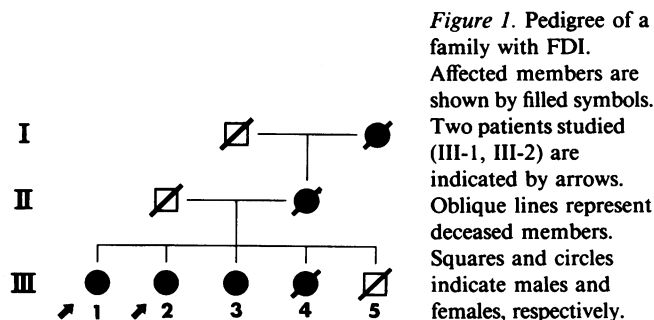 Figure 1. Pedigree of a
family with FDI.
Affected members are
shown by filled symbols.
Two patients studied
(III-1, III-2) are
indicated by arrows.
Oblique lines represent
deceased members.
Squares and circles
indicate males and
females, respectively.
I
II
III
1 2 3 4 5